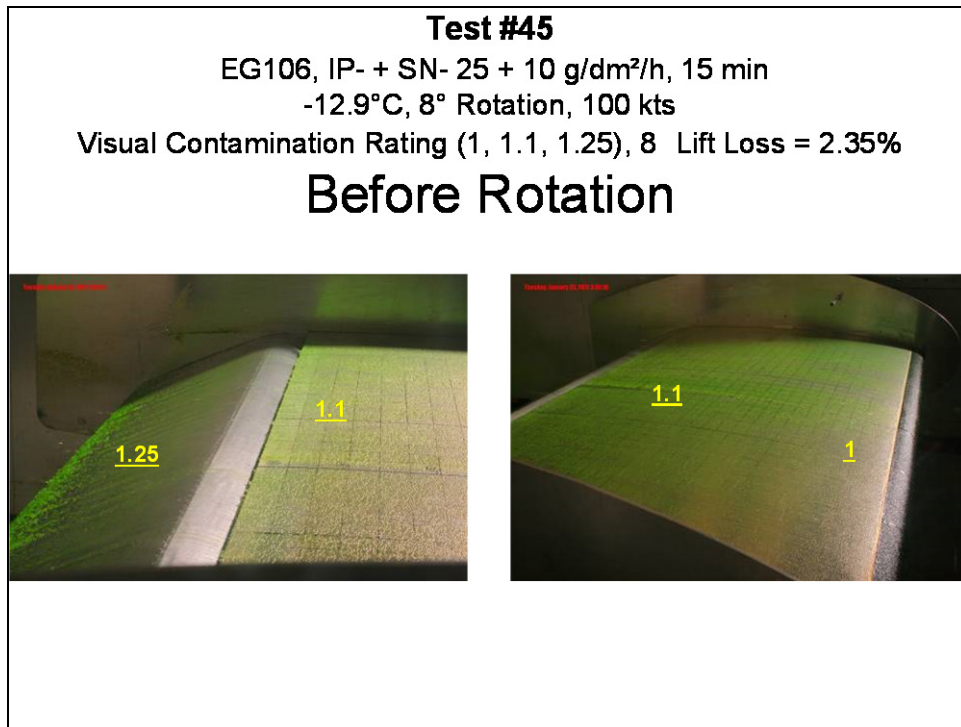 Test #45
EG106, IP- + SN- 25 + 10 g/dm²/h, 15 min
-12.9°C, 8° Rotation, 100 kts
Visual Contamination Rating (1, 1.1, 1.25), 8 Lift Loss = 2.35%
Before Rotation
1.25
1.1
1.1
1